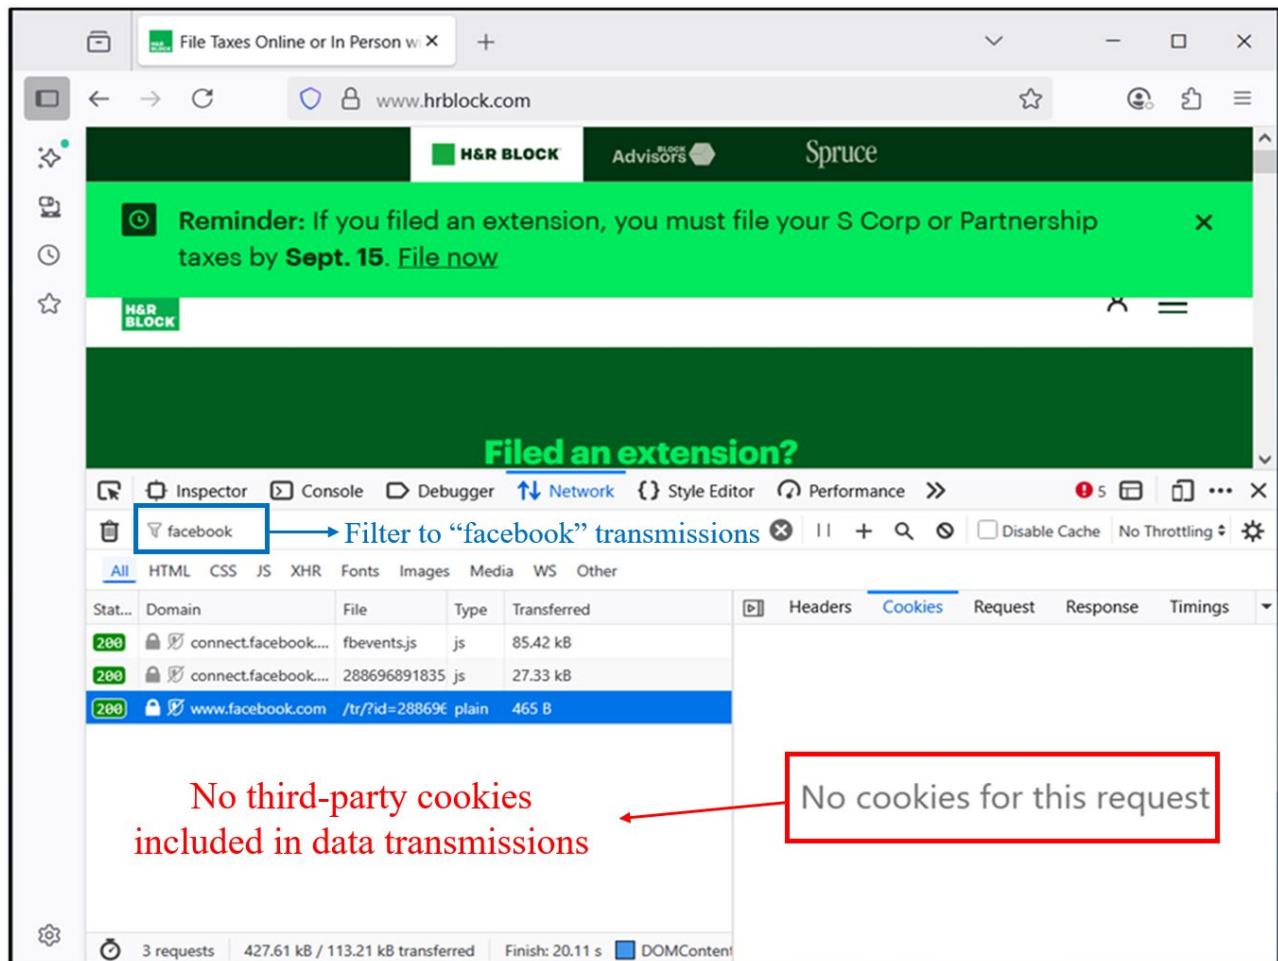 File Taxes Online or In Person wi
www.hrblock.com
H&R BLOCK
BLOCK
Advisors
Spruce
Reminder: If you filed an extension, you must file your S Corp or Partnership
taxes by Sept. 15. File now
H&R
BLOCK
Filed an extension?
Inspector Console Debugger Network {} Style Editor Performance 5
facebook Filter to “facebook” transmissions Disable Cache No Throttling
All HTML CSS JS XHR Fonts Images Media WS Other
Stat... Domain File Type Transferred Headers Cookies Request Response Timings
200 connect.facebook.... fbevents.js js 85.42 kB
200 connect.facebook.... 288696891835 js 27.33 kB
200 www.facebook.com /tr/?id=288696 plain 465 B
No third-party cookies
included in data transmissions
No cookies for this request
3 requests 427.61 kB / 113.21 kB transferred Finish: 20.11 s DOMContent